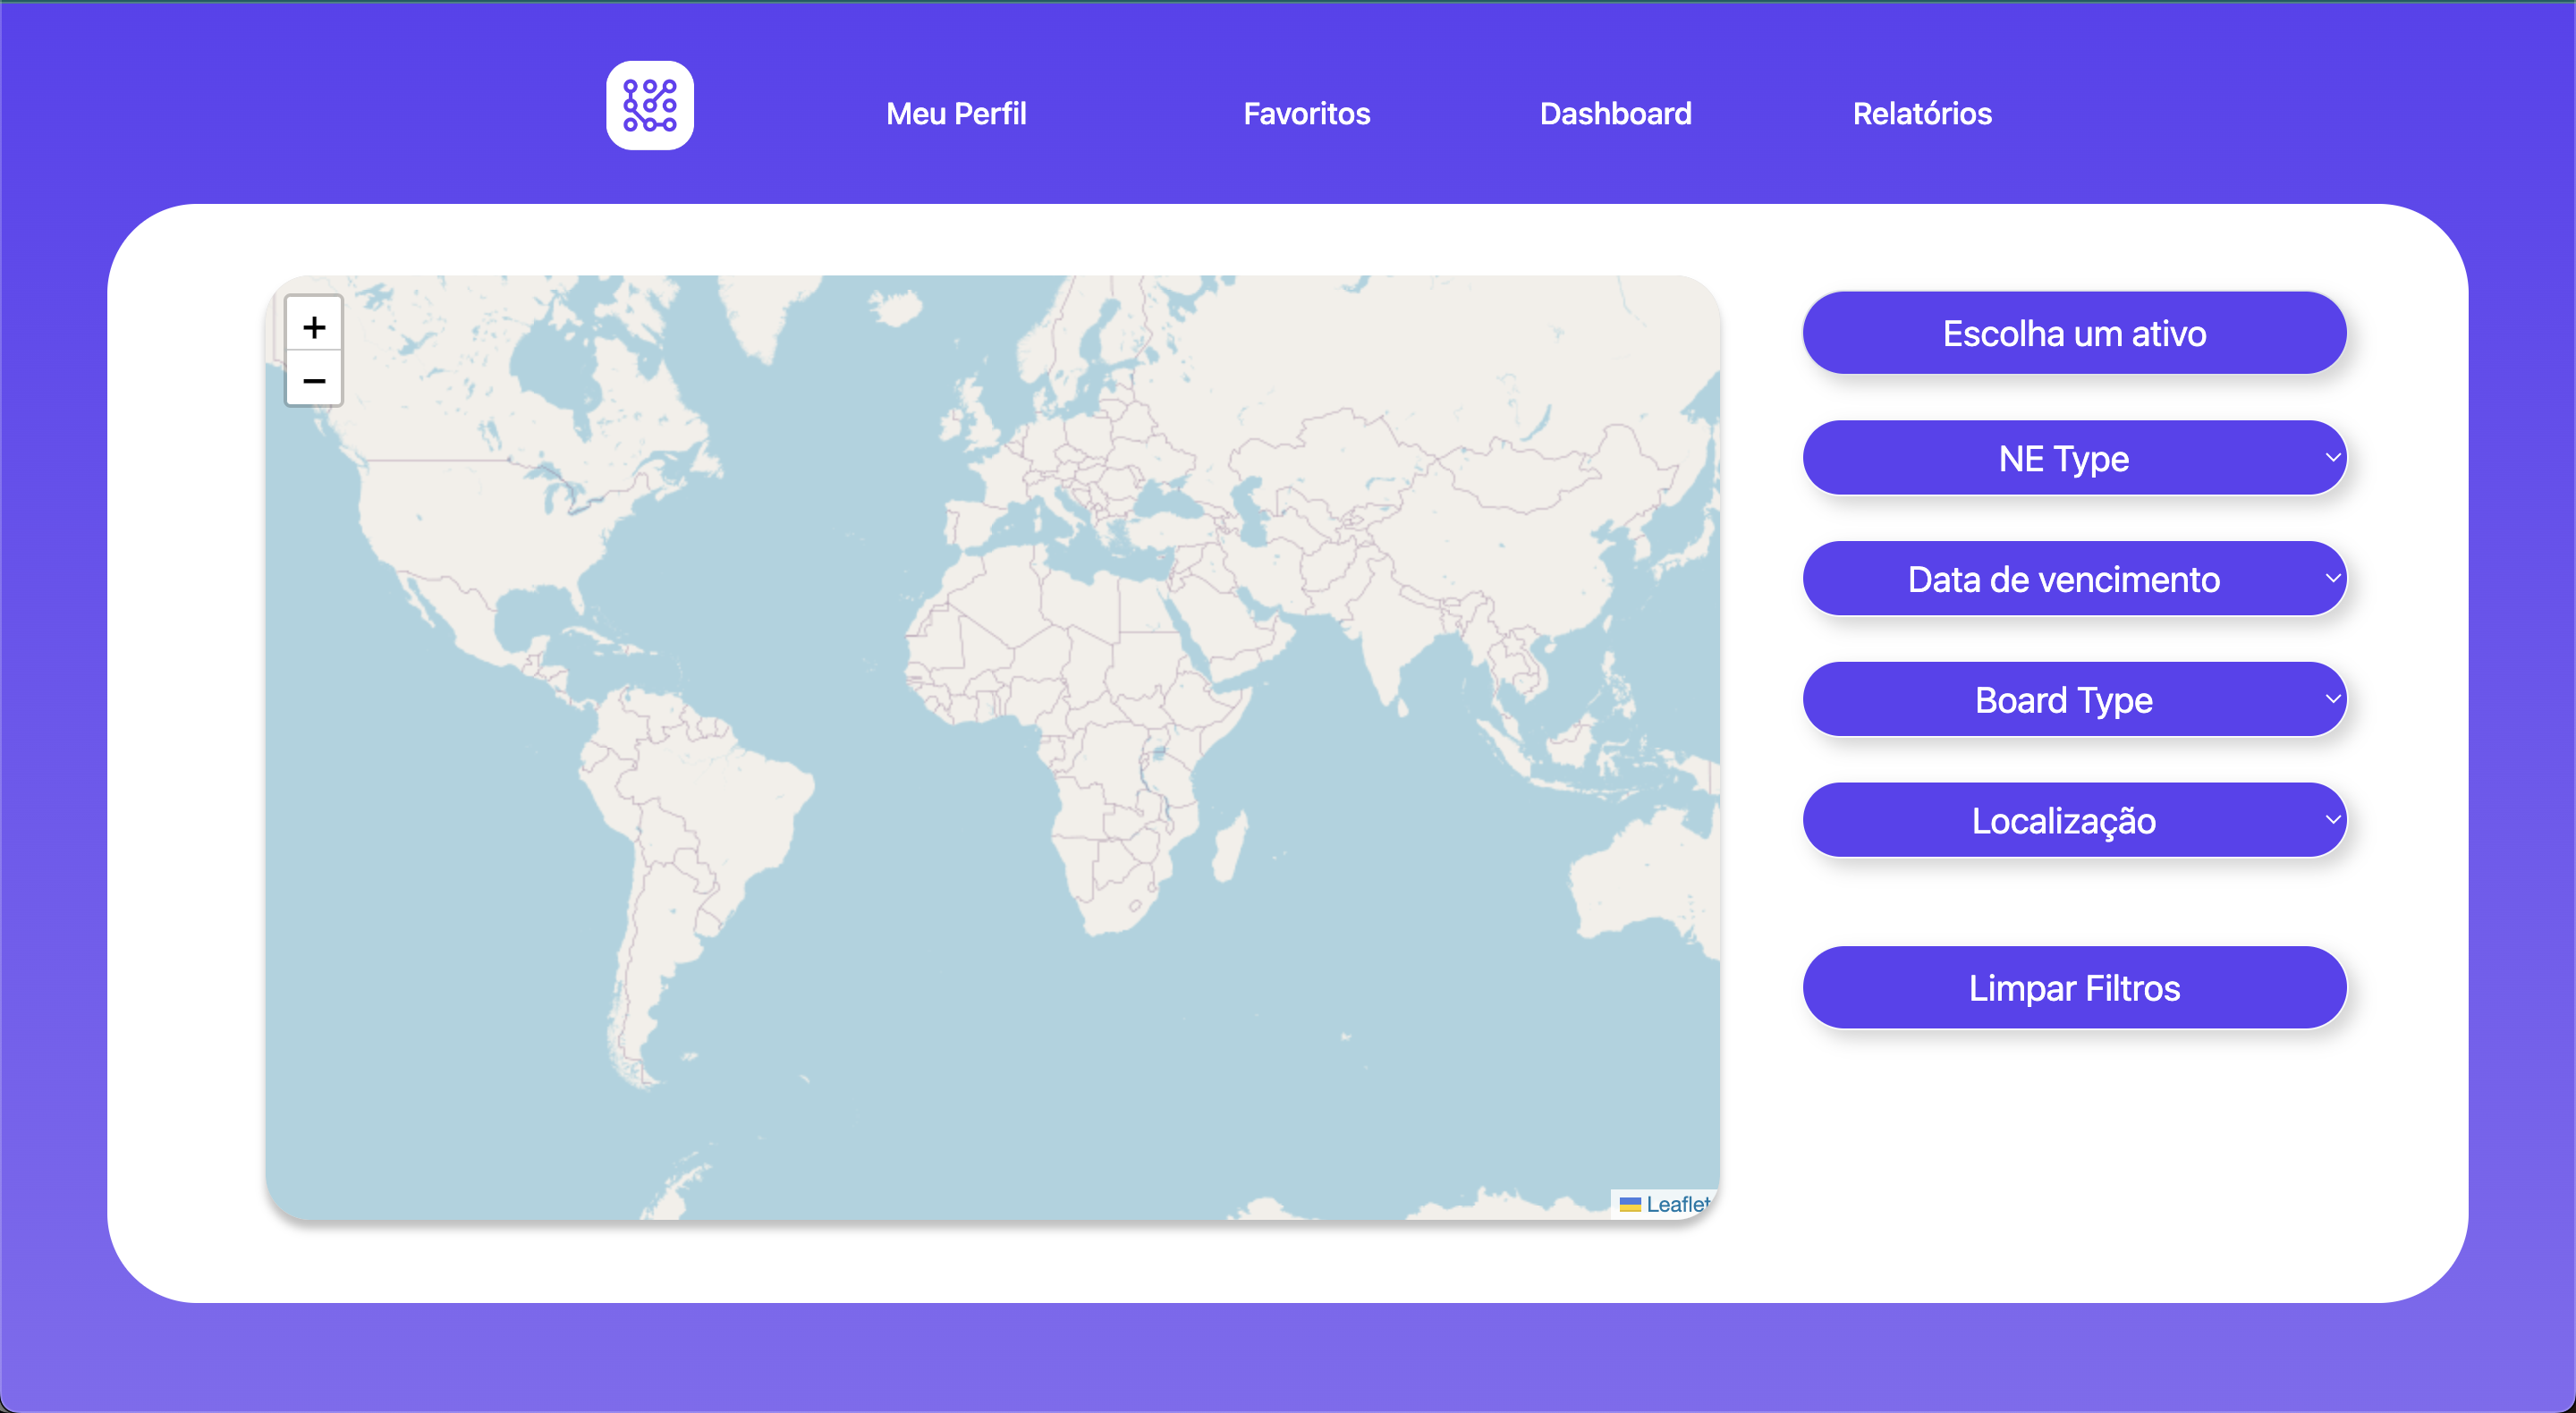 Meu Perfil
Favoritos
Dashboard
Relatórios
+
−
Escolha um ativo
NE Type
Data de vencimento
Board Type
Localização
Limpar Filtros
Leaflet